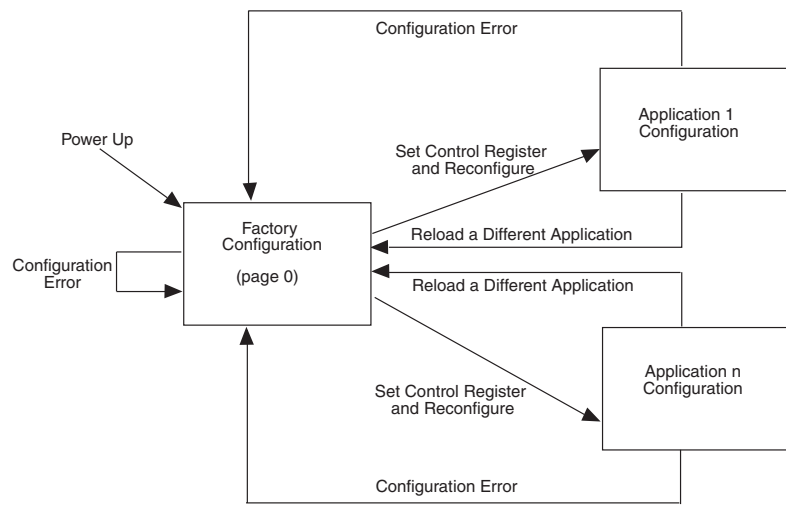 Configuration Error
Application 1
Configuration
Power Up
Set Control Register
and Reconfigure
Factory
Configuration
(page 0)
Reload a Different Application
Configuration
Error
Reload a Different Application
Application n
Configuration
Set Control Register
and Reconfigure
Configuration Error